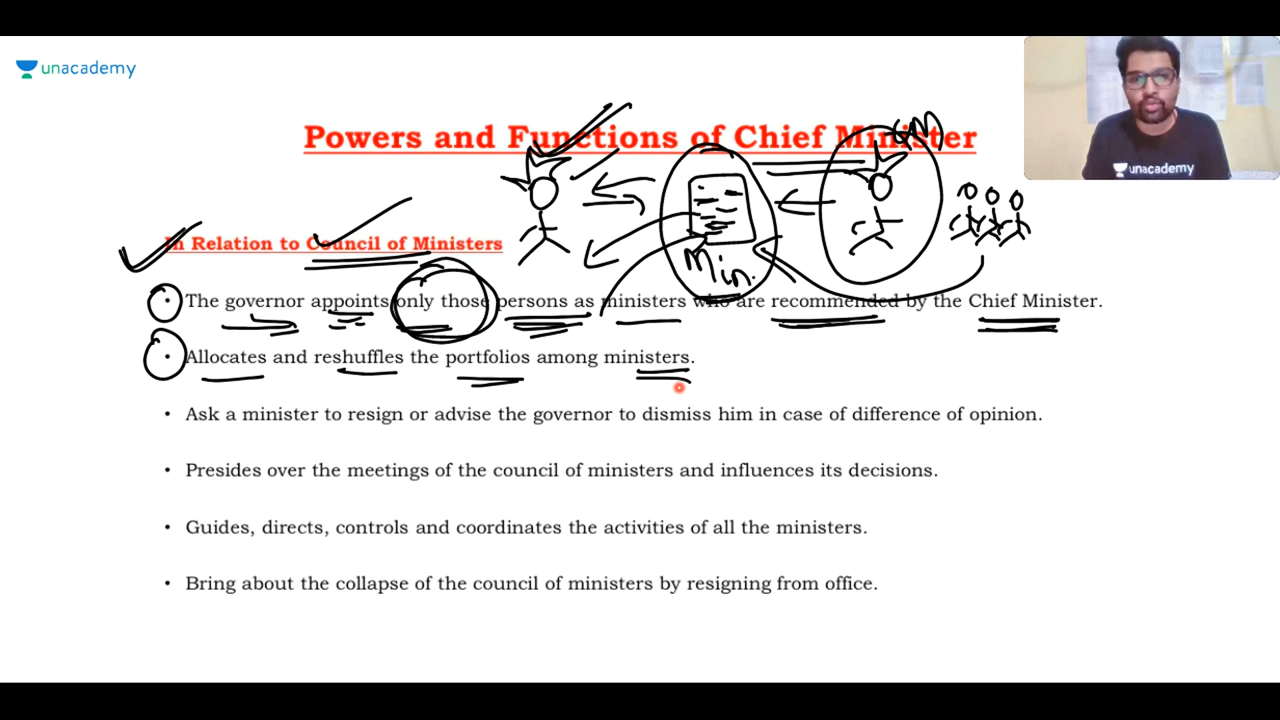 unacademy
unacademy
Powers and Functions of Chief Minister
CM
In Relation to Council of Ministers
Min.
• The governor appoints only those persons as ministers who are recommended by the Chief Minister.
• Allocates and reshuffles the portfolios among ministers.
• Ask a minister to resign or advise the governor to dismiss him in case of difference of opinion.
• Presides over the meetings of the council of ministers and influences its decisions.
• Guides, directs, controls and coordinates the activities of all the ministers.
• Bring about the collapse of the council of ministers by resigning from office.